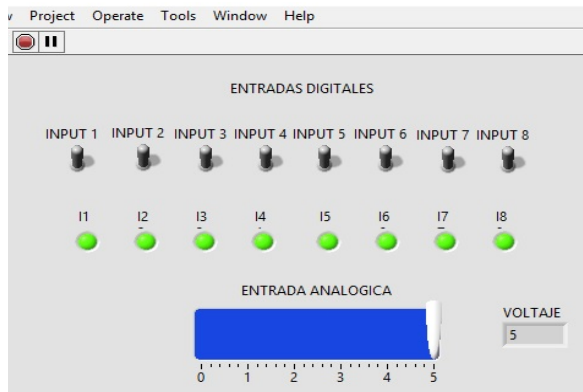 Project Operate Tools Window Help
ENTRADAS DIGITALES
INPUT 1 INPUT 2 INPUT 3 INPUT 4 INPUT 5 INPUT 6 INPUT 7 INPUT 8
I1 I2 I3 I4 I5 I6 I7 I8
ENTRADA ANALOGICA
VOLTAJE
5
0 1 2 3 4 5